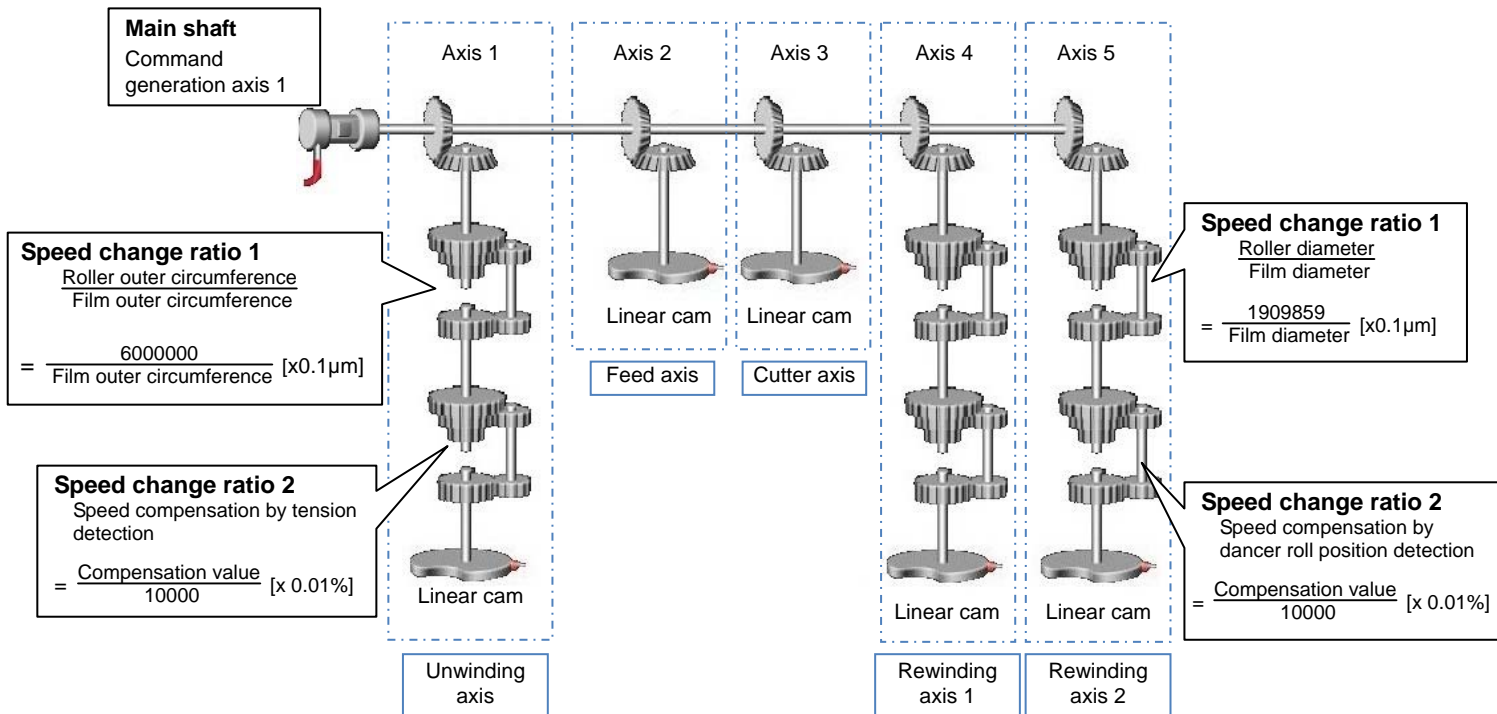 Main shaft
Command
generation axis 1
Axis 1
Axis 2
Axis 3
Axis 4
Axis 5
Speed change ratio 1
Roller outer circumference
Film outer circumference
= 6000000 [x0.1µm]
Film outer circumference
Speed change ratio 2
Speed compensation by tension
detection
= Compensation value [x 0.01%]
10000
Linear cam
Unwinding
axis
Linear cam
Feed axis
Linear cam
Cutter axis
Linear cam
Rewinding
axis 1
Linear cam
Rewinding
axis 2
Speed change ratio 1
Roller diameter
Film diameter
= 1909859 [x0.1µm]
Film diameter
Speed change ratio 2
Speed compensation by
dancer roll position detection
= Compensation value [x 0.01%]
10000